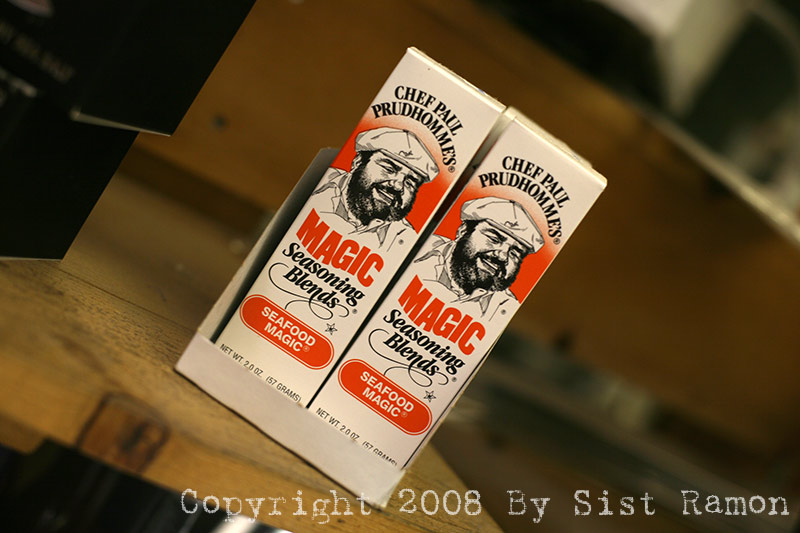 CHEF PAUL
PRUDHOMME'S®
MAGIC®
Seasoning
Blends®
SEAFOOD
MAGIC®
NET WT. 2.0 OZ. (57 GRAMS)
CHEF PAUL
PRUDHOMME'S®
MAGIC®
Seasoning
Blends®
SEAFOOD
MAGIC®
NET WT. 2.0 OZ. (57 GRAMS)
Copyright 2008 By Sist Ramon